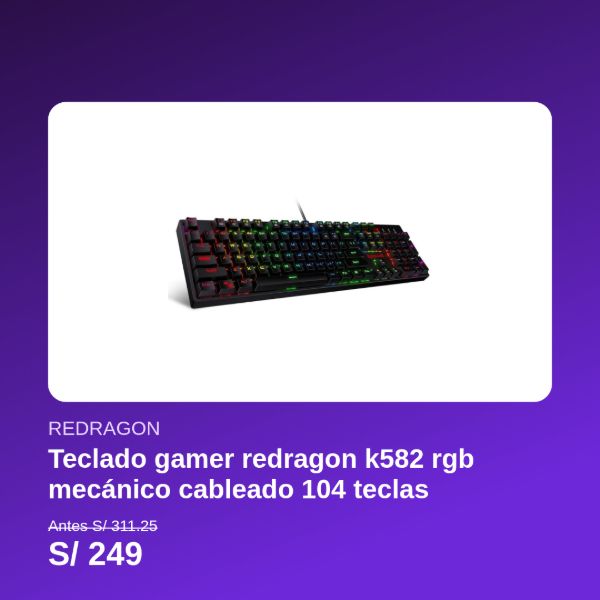 REDRAGON
Teclado gamer redragon k582 rgb
mecánico cableado 104 teclas
Antes S/ 311.25
S/ 249